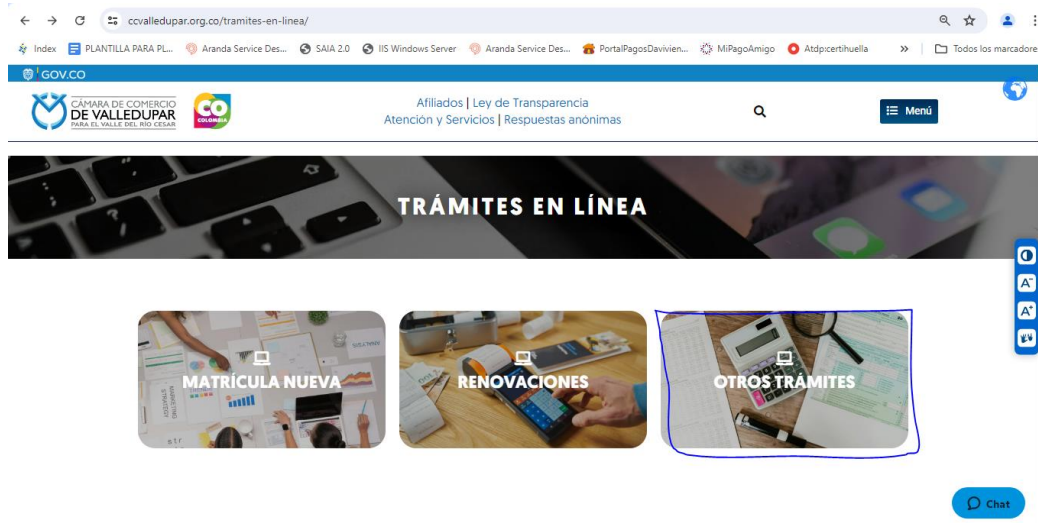 ccvalledupar.org.co/tramites-en-linea/
Index PLANTILLA PARA PL... Aranda Service Des... SAIA 2.0 IIS Windows Server Aranda Service Des... PortalPagosDavivien... MiPagoAmigo Atdp:certihuella » Todos los marcadore
GOV.CO
CÁMARA DE COMERCIO
DE VALLEDUPAR
PARA EL VALLE DEL RÍO CESAR
CO
COLOMBIA
Afiliados | Ley de Transparencia
Atención y Servicios | Respuestas anónimas
Menú
TRÁMITES EN LÍNEA
A-
A+
MATRÍCULA NUEVA
RENOVACIONES
OTROS TRÁMITES
Chat